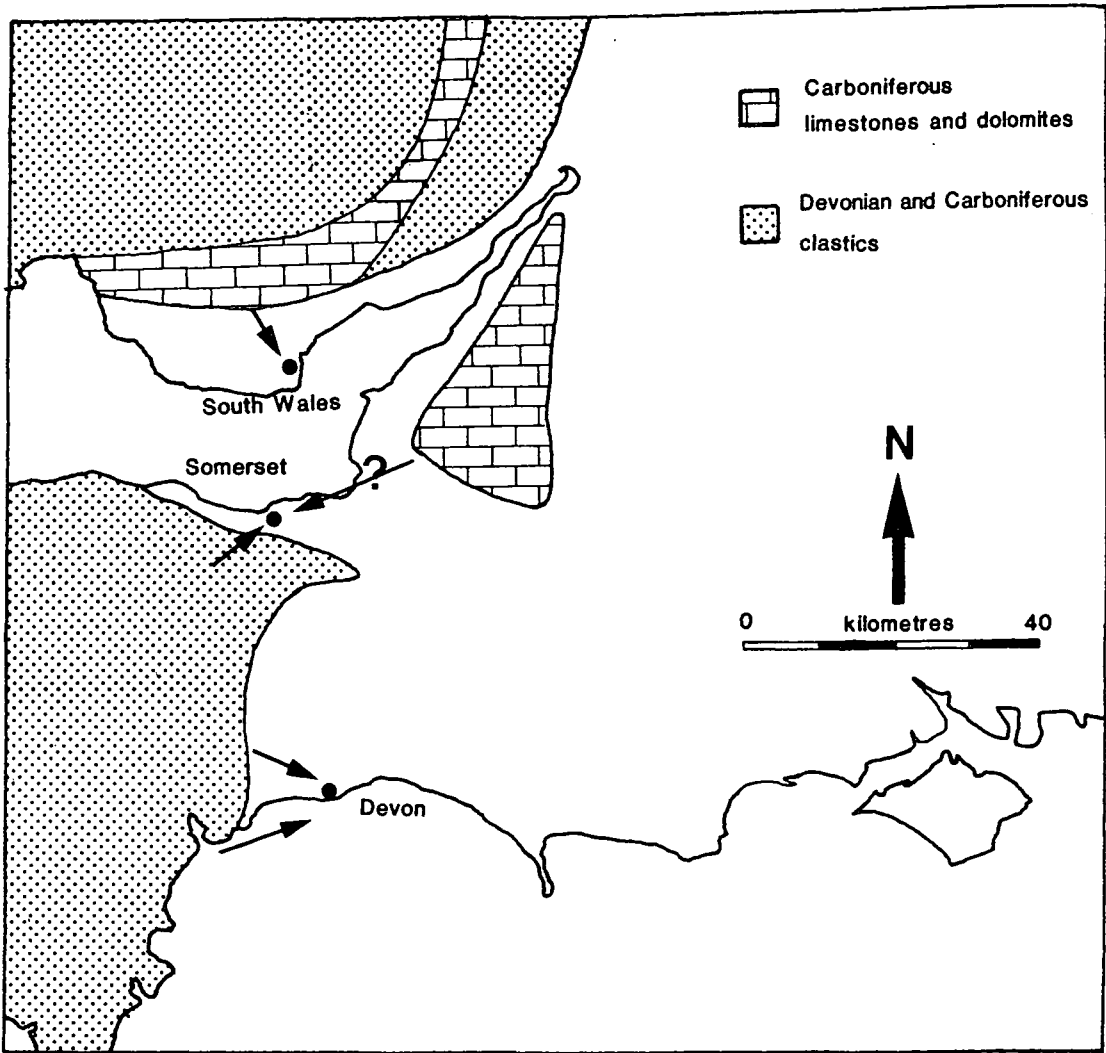 Carboniferous
limestones and dolomites
Devonian and Carboniferous
clastics
South Wales
Somerset
?
N
0 kilometres 40
Devon